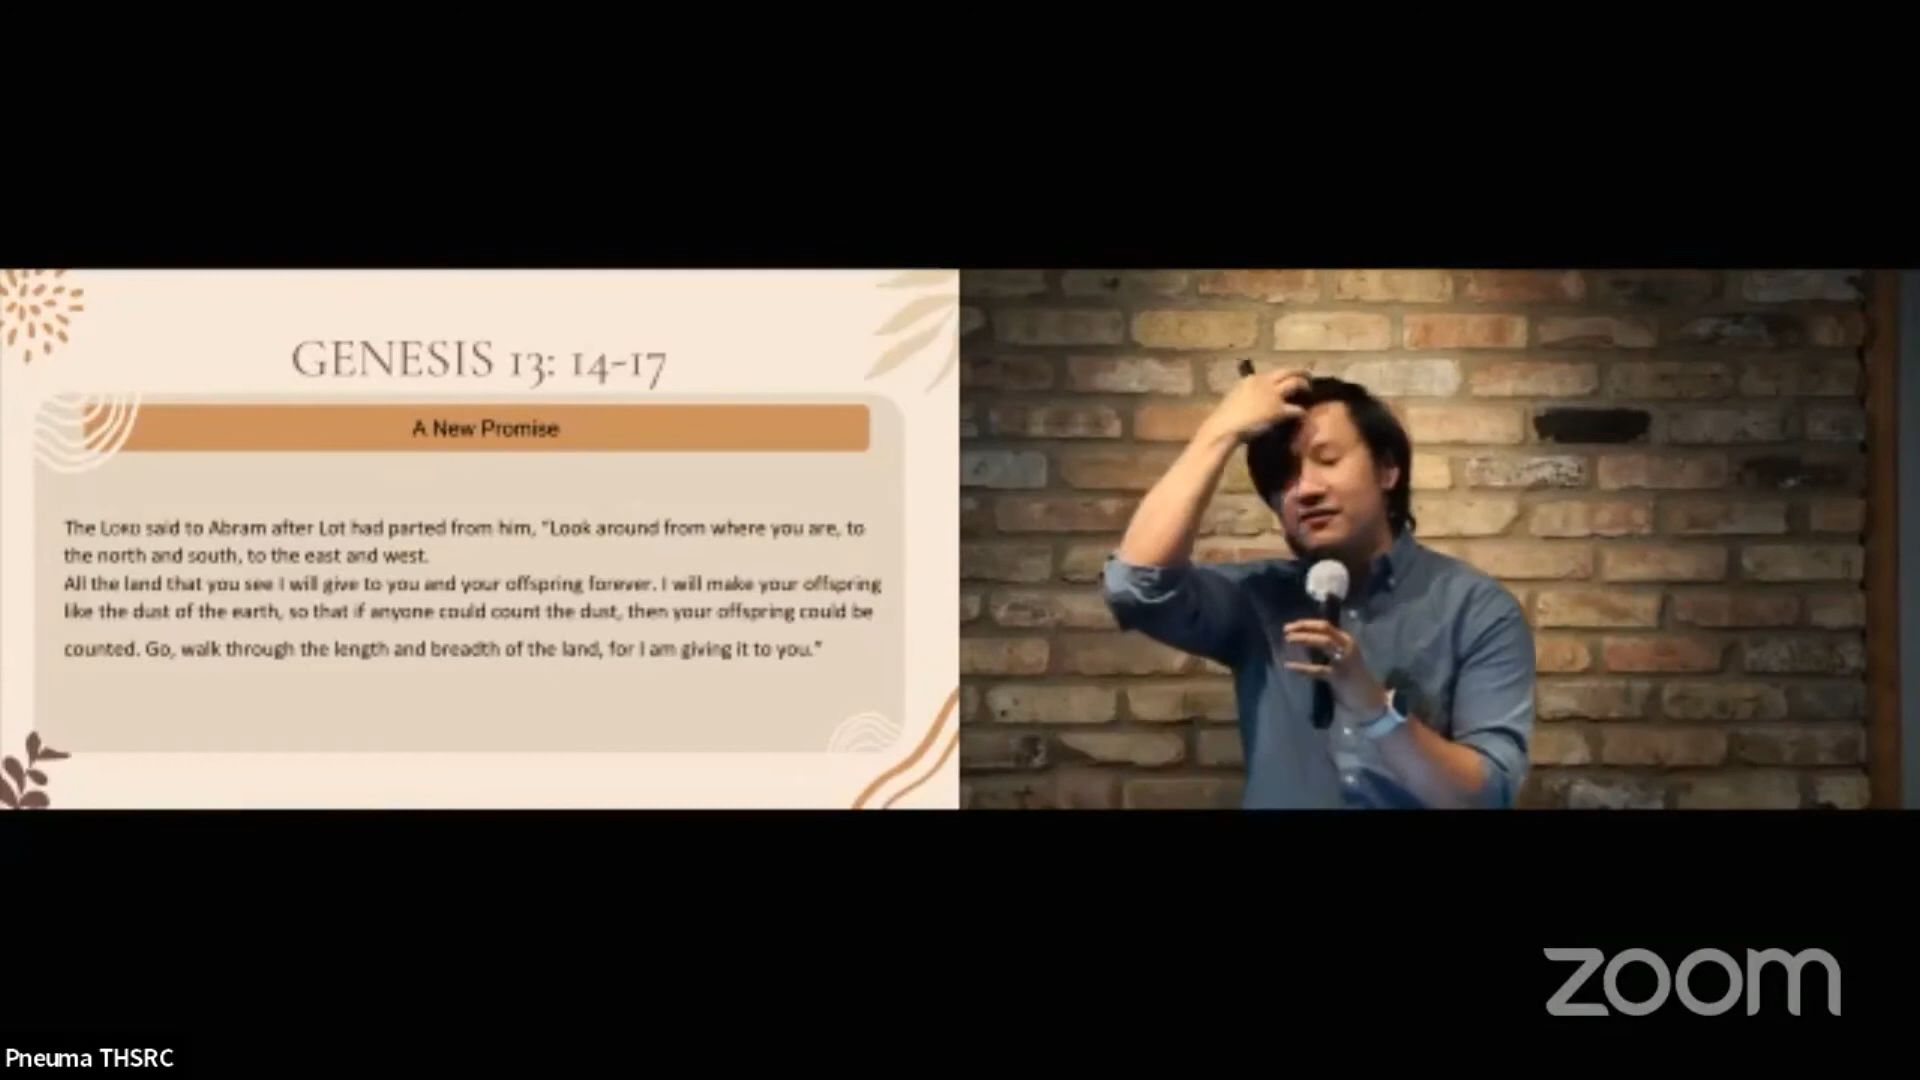 GENESIS 13: 14-17
A New Promise
The LORD said to Abram after Lot had parted from him, "Look around from where you are, to
the north and south, to the east and west.
All the land that you see I will give to you and your offspring forever. I will make your offspring
like the dust of the earth, so that if anyone could count the dust, then your offspring could be
counted. Go, walk through the length and breadth of the land, for I am giving it to you."
zoom
Pneuma THSRC